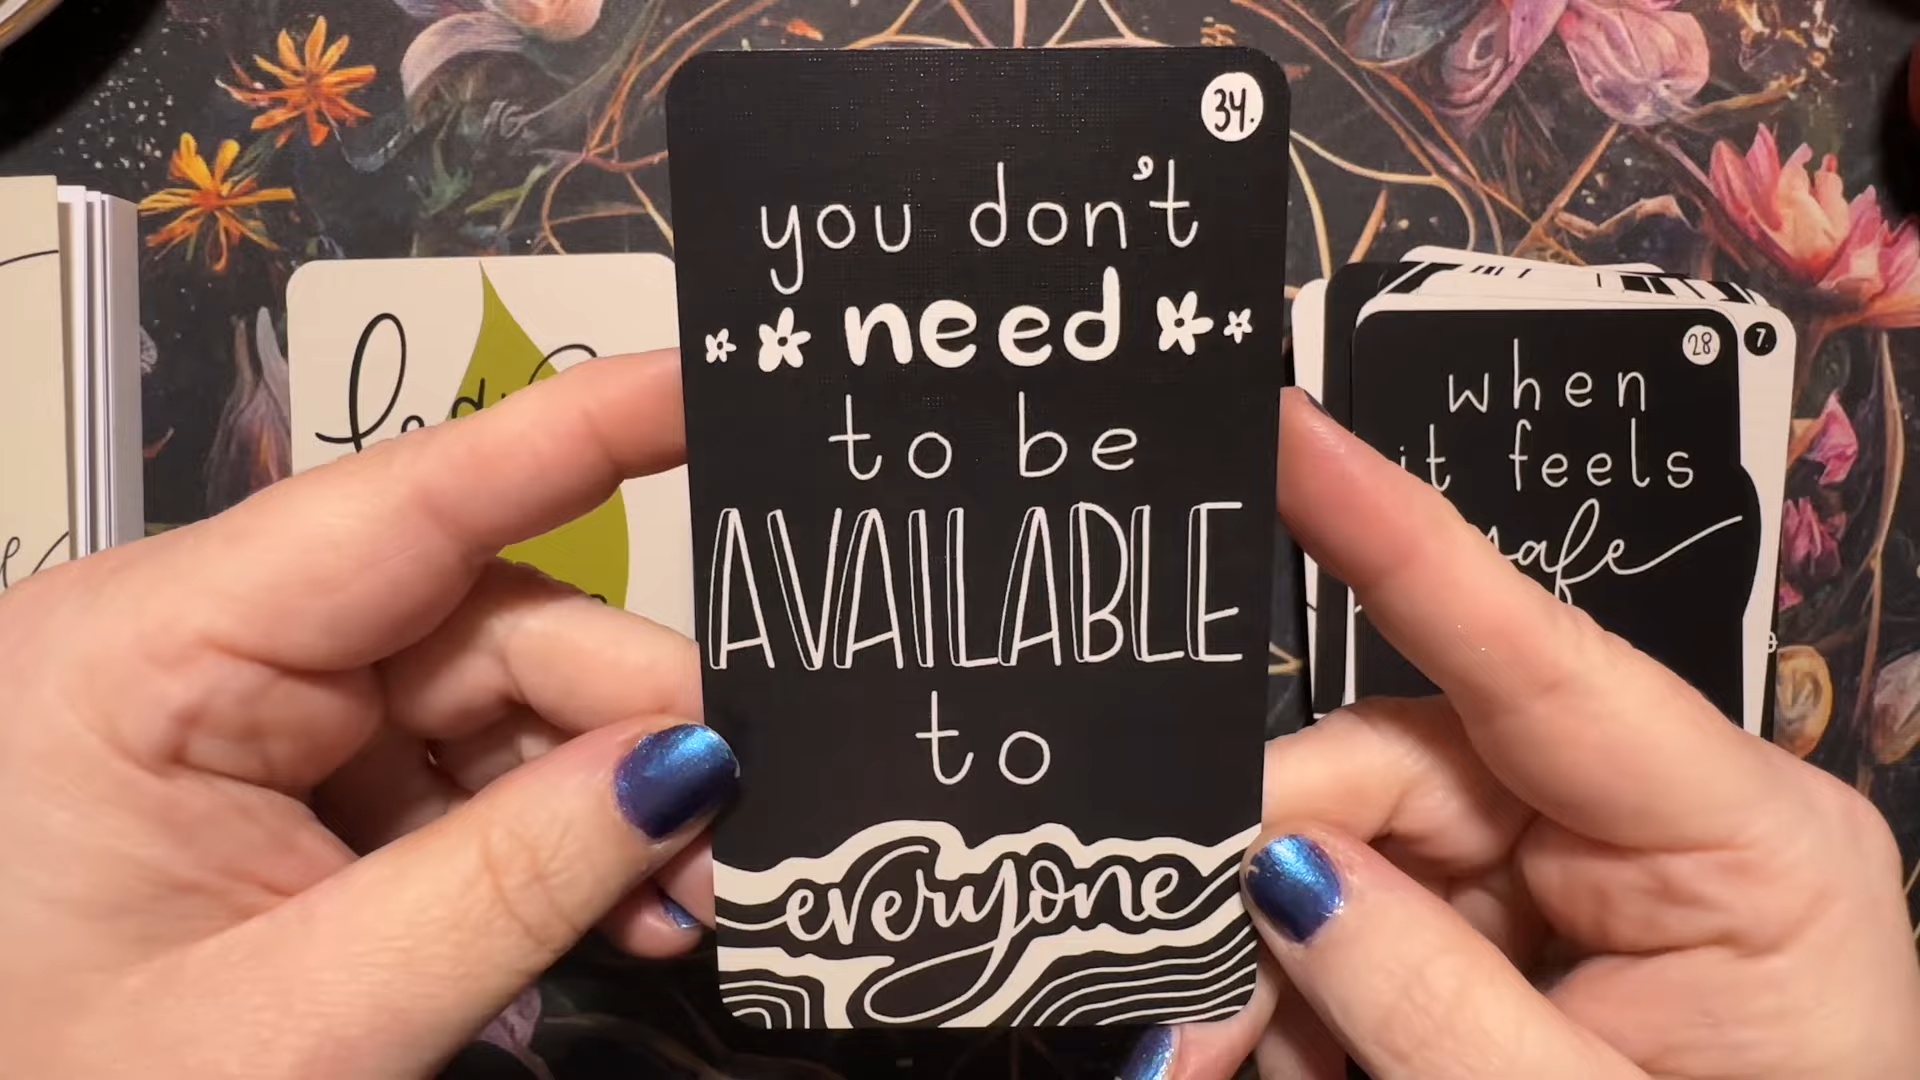 34.
you don't
need
to be
AVAILABLE
to
everyone
28.
7.
when
it feels
safe